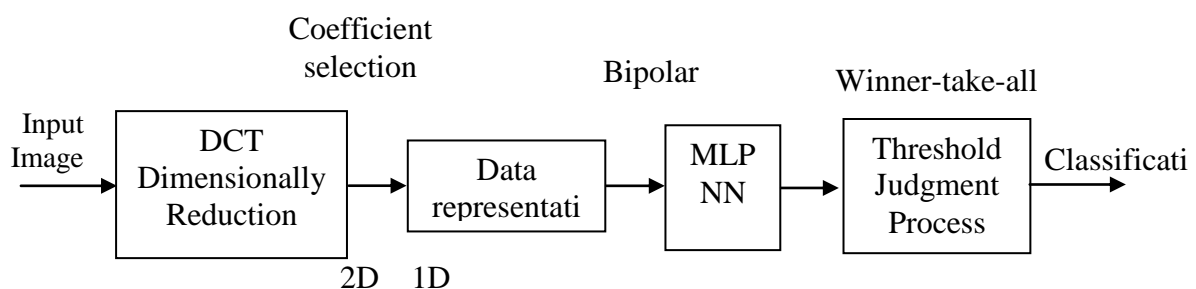 Coefficient
selection
Bipolar
Winner-take-all
Input
Image
DCT
Dimensionally
Reduction
Data
representati
MLP
NN
Threshold
Judgment
Process
Classificati
2D 1D